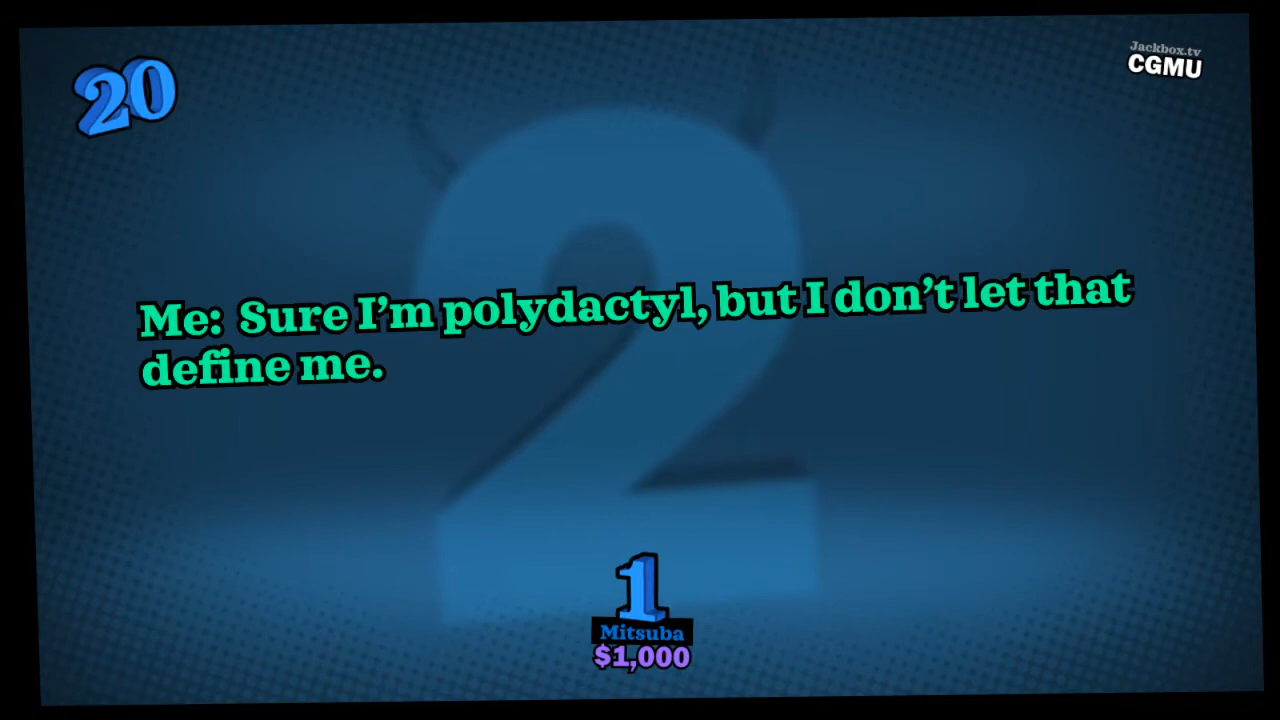 20
Jackbox.tv
CGMU
Me: Sure I'm polydactyl, but I don't let that
define me.
1
Mitsuba
$1,000